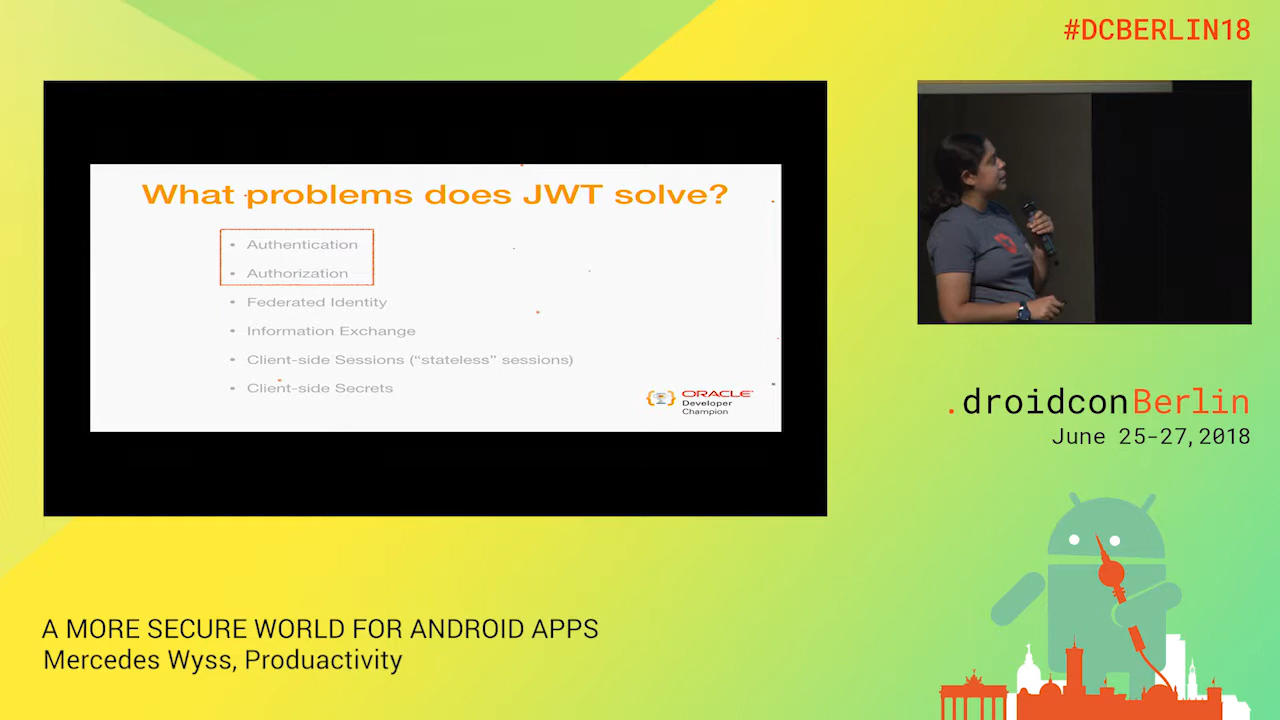 #DCBERLIN18
What problems does JWT solve?
• Authentication
• Authorization
• Federated Identity
• Information Exchange
• Client-side Sessions (“stateless” sessions)
• Client-side Secrets
ORACLE
Developer
Champion
.droidconBerlin
June 25-27,2018
A MORE SECURE WORLD FOR ANDROID APPS
Mercedes Wyss, Produactivity